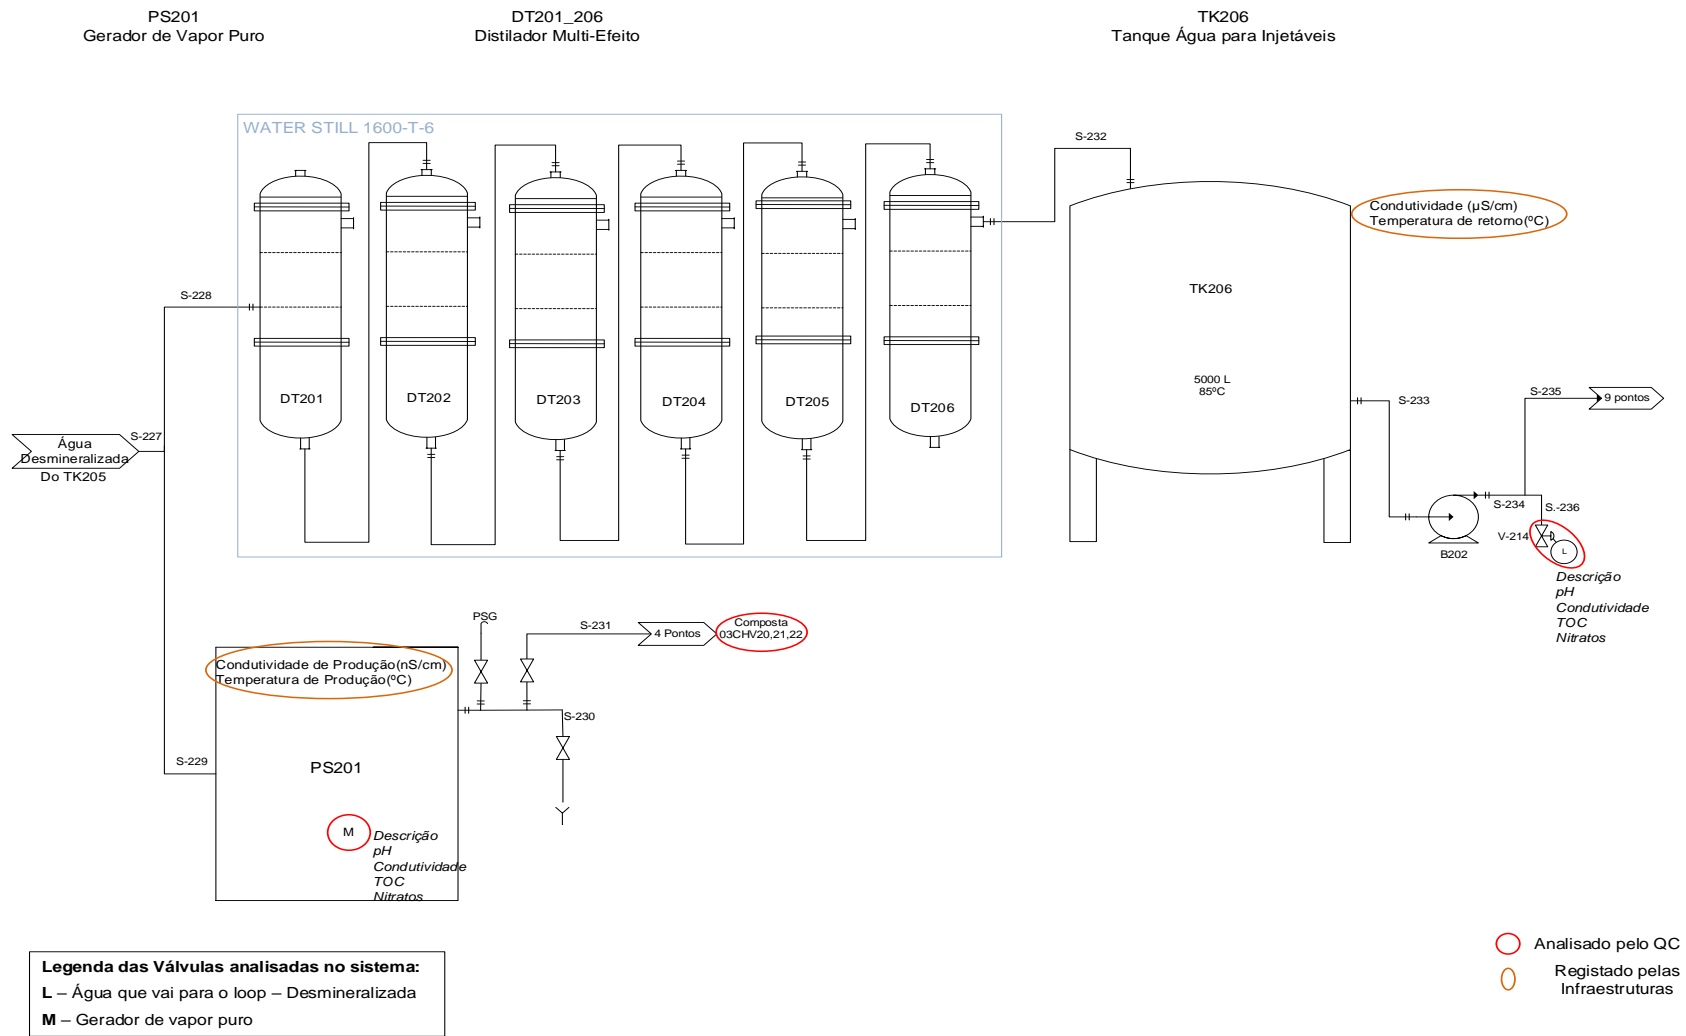 PS201
Gerador de Vapor Puro
DT201_206
Distilador Multi-Efeito
TK206
Tanque Água para Injetáveis
WATER STILL 1600-T-6
S-232
Condutividade (µS/cm)
Temperatura de retorno(ºC)
S-228
TK206
5000 L
85ºC
DT201
DT202
DT203
DT204
DT205
DT206
S-233
S-235
9 pontos
S-227
Água
Desmineralizada
Do TK205
S-234
S.-236
V-214
L
B202
Descrição
pH
Condutividade
TOC
Nitratos
PSG
S-231
4 Pontos
Composta
03CHV20,21,22
Condutividade de Produção(nS/cm)
Temperatura de Produção(ºC)
S-230
S-229
PS201
M
Descrição
pH
Condutividade
TOC
Nitratos
Legenda das Válvulas analisadas no sistema:
L – Água que vai para o loop – Desmineralizada
M – Gerador de vapor puro
Analisado pelo QC
Registado pelas
Infraestruturas